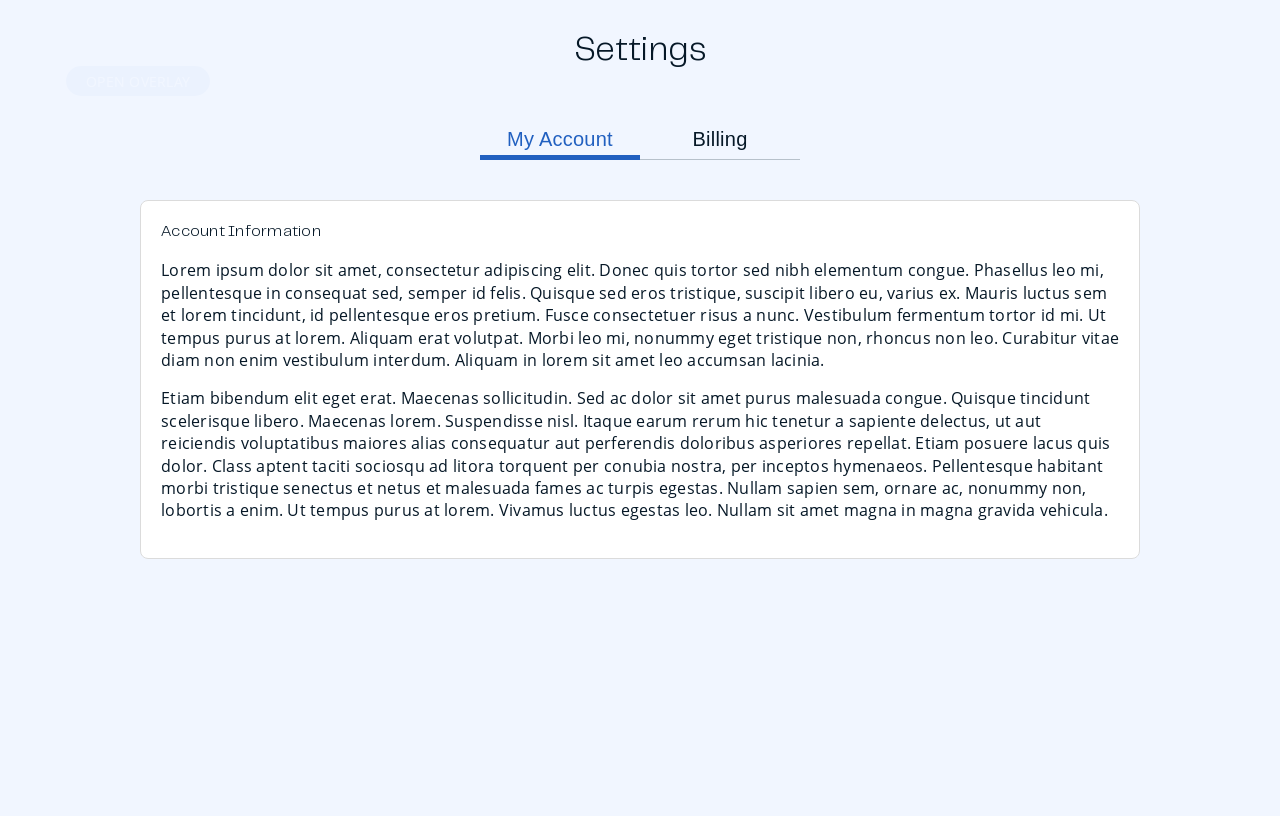 Settings
OPEN OVERLAY
My Account
Billing
Account Information
Lorem ipsum dolor sit amet, consectetur adipiscing elit. Donec quis tortor sed nibh elementum congue. Phasellus leo mi,
pellentesque in consequat sed, semper id felis. Quisque sed eros tristique, suscipit libero eu, varius ex. Mauris luctus sem
et lorem tincidunt, id pellentesque eros pretium. Fusce consectetuer risus a nunc. Vestibulum fermentum tortor id mi. Ut
tempus purus at lorem. Aliquam erat volutpat. Morbi leo mi, nonummy eget tristique non, rhoncus non leo. Curabitur vitae
diam non enim vestibulum interdum. Aliquam in lorem sit amet leo accumsan lacinia.
Etiam bibendum elit eget erat. Maecenas sollicitudin. Sed ac dolor sit amet purus malesuada congue. Quisque tincidunt
scelerisque libero. Maecenas lorem. Suspendisse nisl. Itaque earum rerum hic tenetur a sapiente delectus, ut aut
reiciendis voluptatibus maiores alias consequatur aut perferendis doloribus asperiores repellat. Etiam posuere lacus quis
dolor. Class aptent taciti sociosqu ad litora torquent per conubia nostra, per inceptos hymenaeos. Pellentesque habitant
morbi tristique senectus et netus et malesuada fames ac turpis egestas. Nullam sapien sem, ornare ac, nonummy non,
lobortis a enim. Ut tempus purus at lorem. Vivamus luctus egestas leo. Nullam sit amet magna in magna gravida vehicula.